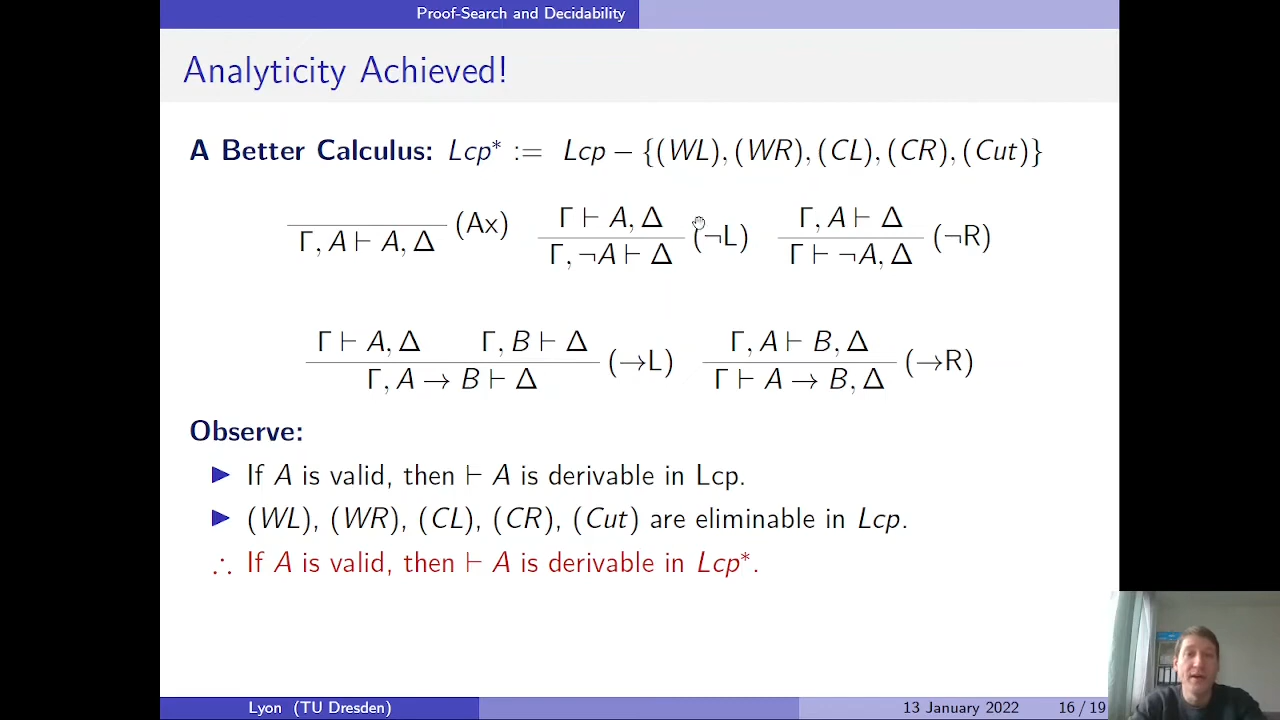 Proof-Search and Decidability
Analyticity Achieved!
A Better Calculus: Lcp* := Lcp − {(WL), (WR), (CL), (CR), (Cut)}
Γ, A ⊢ A, Δ (Ax)
Γ ⊢ A, Δ
Γ, ¬A ⊢ Δ (¬L)
Γ, A ⊢ Δ
Γ ⊢ ¬A, Δ (¬R)
Γ ⊢ A, Δ Γ, B ⊢ Δ
Γ, A → B ⊢ Δ (→L)
Γ, A ⊢ B, Δ
Γ ⊢ A → B, Δ (→R)
Observe:
▶ If A is valid, then ⊢ A is derivable in Lcp.
▶ (WL), (WR), (CL), (CR), (Cut) are eliminable in Lcp.
∴ If A is valid, then ⊢ A is derivable in Lcp*.
Lyon (TU Dresden) 13 January 2022 16 / 19